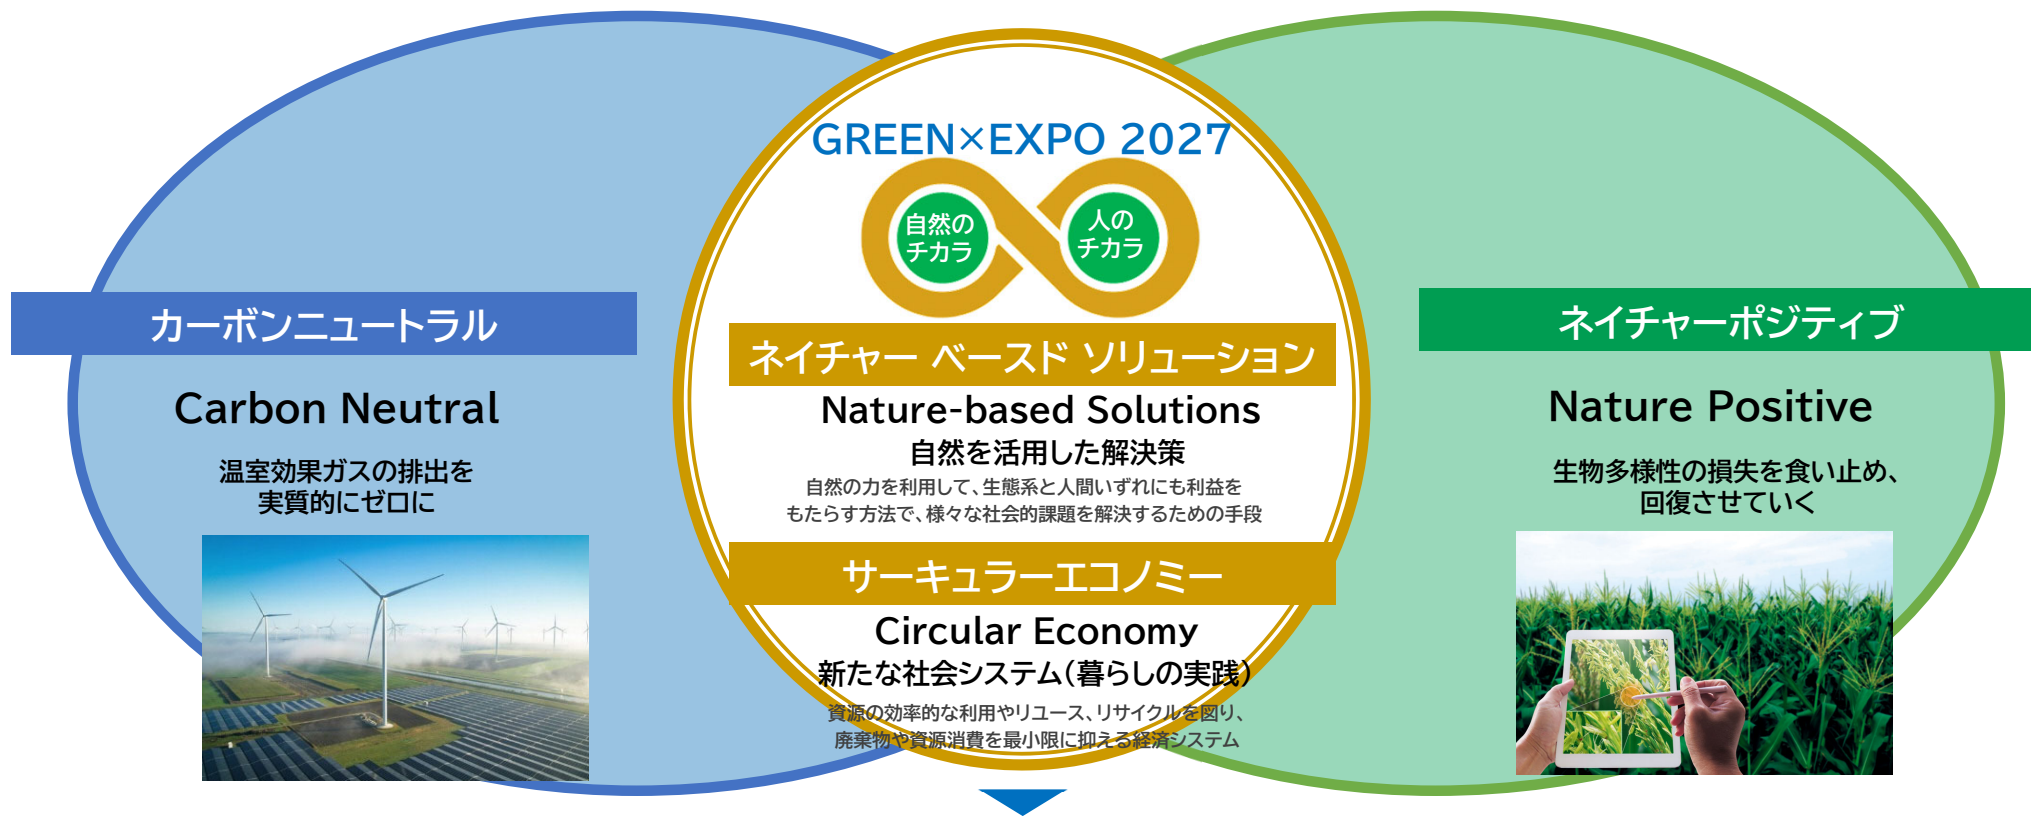 GREEN×EXPO 2027
自然の
チカラ
人の
チカラ
カーボンニュートラル
Carbon Neutral
温室効果ガスの排出を
実質的にゼロに
ネイチャー ベースド ソリューション
Nature-based Solutions
自然を活用した解決策
自然の力を利用して、生態系と人間いずれにも利益を
もたらす方法で、様々な社会的課題を解決するための手段
サーキュラーエコノミー
Circular Economy
新たな社会システム(暮らしの実践)
資源の効率的な利用やリユース、リサイクルを図り、
廃棄物や資源消費を最小限に抑える経済システム
ネイチャーポジティブ
Nature Positive
生物多様性の損失を食い止め、
回復させていく